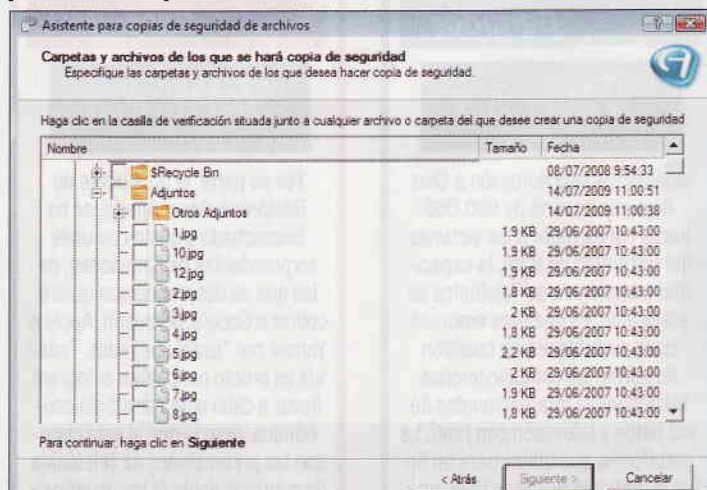 Asistente para copias de seguridad de archivos
Carpetas y archivos de los que se hará copia de seguridad
Especifique las carpetas y archivos de los que desea hacer copia de seguridad.
Haga clic en la casilla de verificación situada junto a cualquier archivo o carpeta del que desee crear una copia de seguridad
Nombre Tamaño Fecha
$Recycle Bin 08/07/2008 9:54:33
Adjuntos 14/07/2009 11:00:51
Otros Adjuntos 14/07/2009 11:00:38
1.jpg 1,9 KB 29/06/2007 10:43:00
10.jpg 1,9 KB 29/06/2007 10:43:00
12.jpg 1,9 KB 29/06/2007 10:43:00
2.jpg 1,8 KB 29/06/2007 10:43:00
3.jpg 2 KB 29/06/2007 10:43:00
4.jpg 1,8 KB 29/06/2007 10:43:00
5.jpg 2,2 KB 29/06/2007 10:43:00
6.jpg 2 KB 29/06/2007 10:43:00
7.jpg 1,9 KB 29/06/2007 10:43:00
8.jpg 1,8 KB 29/06/2007 10:43:00
Para continuar, haga clic en Siguiente
< Atrás Siguiente > Cancelar